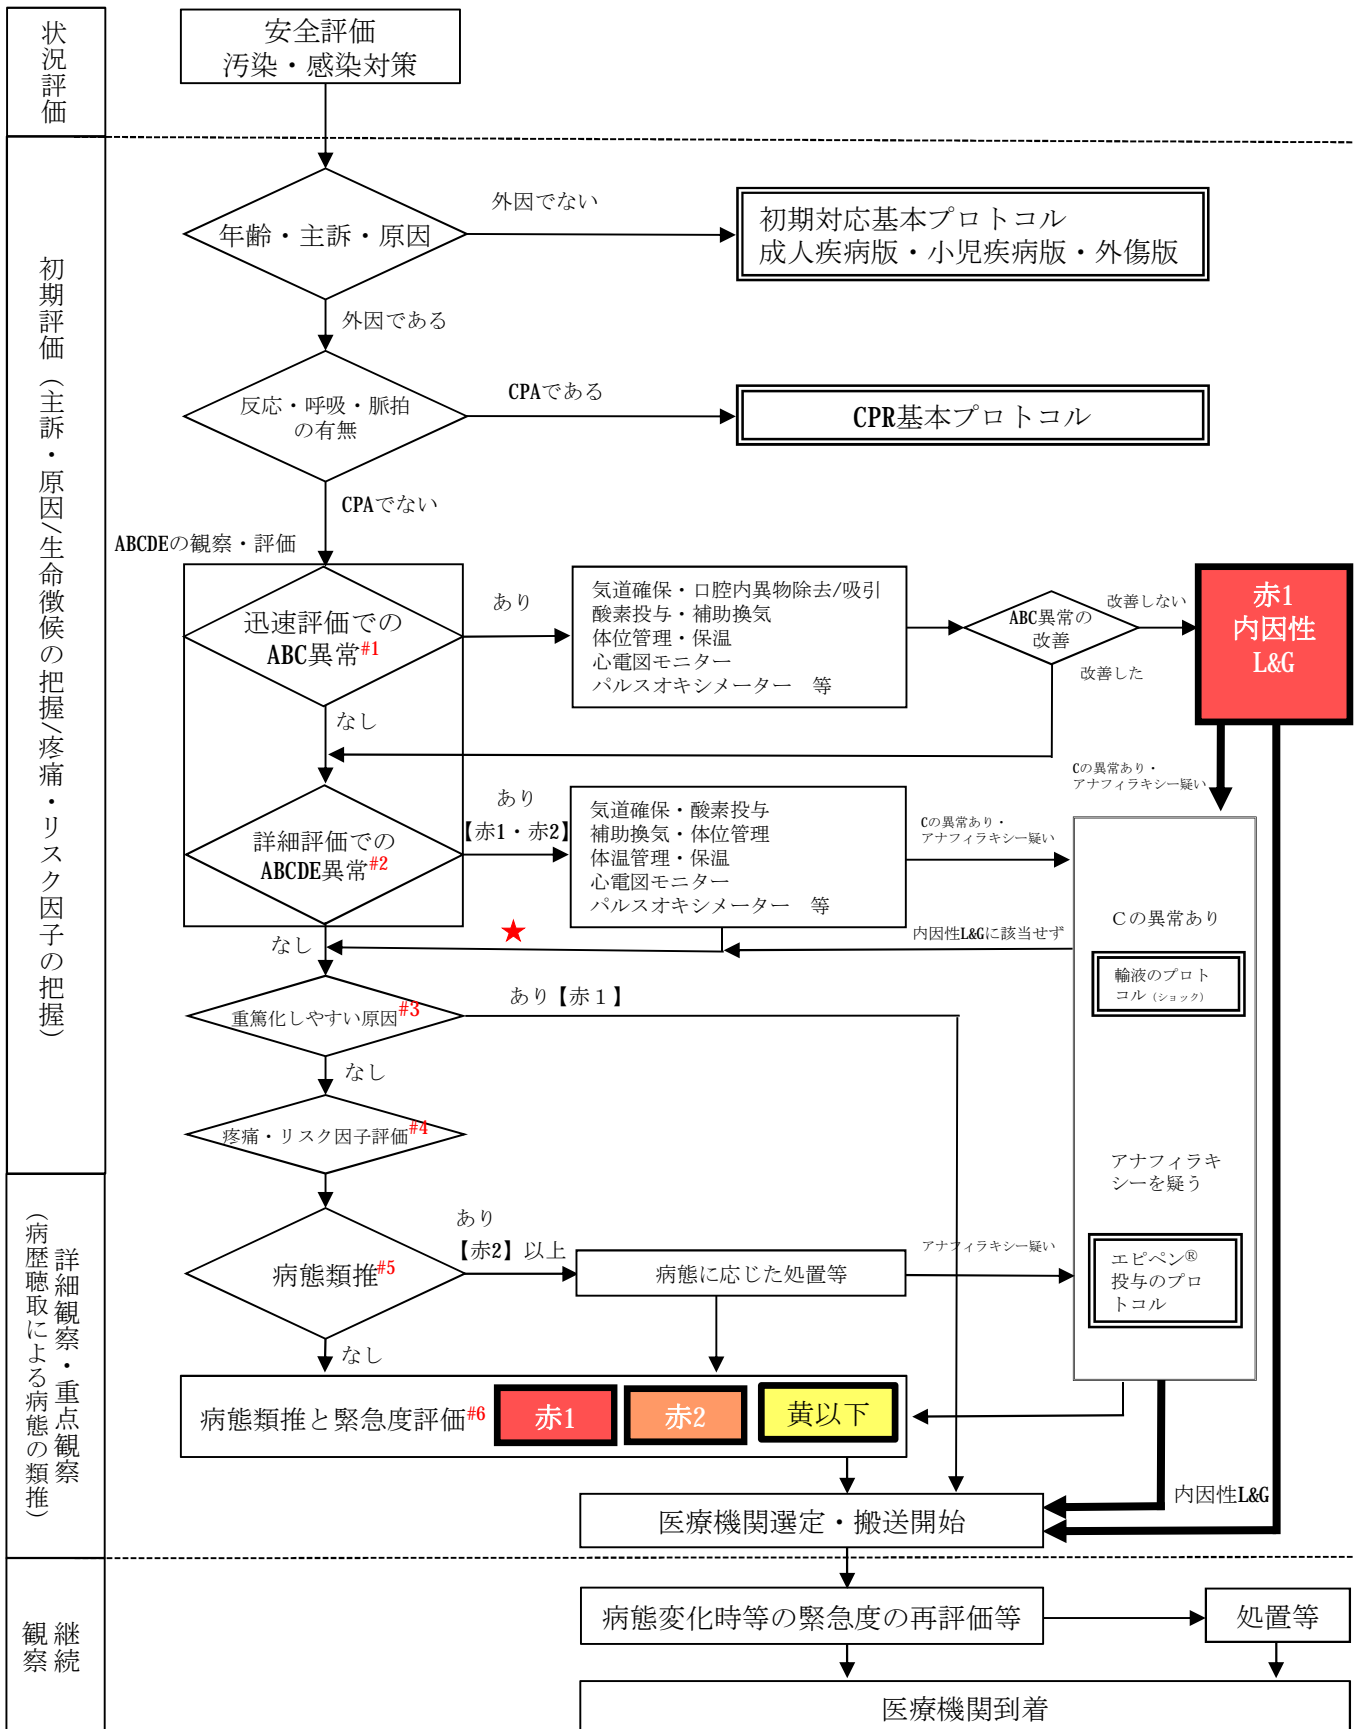 状況評価
安全評価
汚染・感染対策
初期評価（主訴・原因/生命徴候の把握/疼痛・リスク因子の把握）
年齢・主訴・原因
外因でない
初期対応基本プロトコル
成人疾病版・小児疾病版・外傷版
外因である
反応・呼吸・脈拍
の有無
CPAである
CPR基本プロトコル
CPAでない
ABCDEの観察・評価
迅速評価での
ABC異常#1
あり
気道確保・口腔内異物除去/吸引
酸素投与・補助換気
体位管理・保温
心電図モニター
パルスオキシメーター　等
ABC異常の
改善
改善しない
改善した
赤1
内因性
L&G
なし
Cの異常あり・
アナフィラキシー疑い
詳細評価での
ABCDE異常#2
あり
【赤1・赤2】
気道確保・酸素投与
補助換気・体位管理
体温管理・保温
心電図モニター
パルスオキシメーター　等
Cの異常あり・
アナフィラキシー疑い
Ｃの異常あり
輸液のプロト
コル（ショック）
アナフィラキ
シーを疑う
エピペン®
投与のプロ
トコル
なし
★
内因性L&Gに該当せず
重篤化しやすい原因#3
あり【赤１】
なし
疼痛・リスク因子評価#4
詳細観察・重点観察
（病歴聴取による病態の類推）
病態類推#5
あり
【赤2】以上
病態に応じた処置等
アナフィラキシー疑い
なし
病態類推と緊急度評価#6
赤1
赤2
黄以下
内因性L&G
医療機関選定・搬送開始
継続
観察
病態変化時等の緊急度の再評価等
処置等
医療機関到着